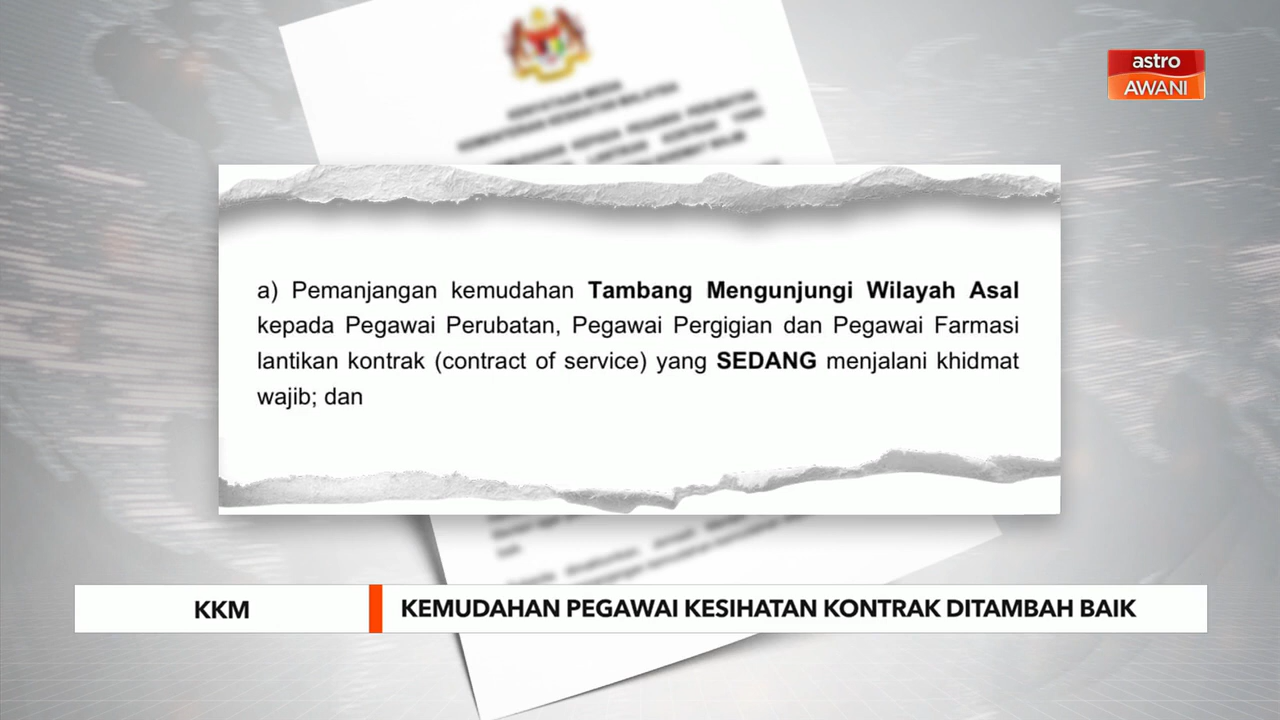 astro
AWANI
a) Pemanjangan kemudahan Tambang Mengunjungi Wilayah Asal
kepada Pegawai Perubatan, Pegawai Pergigian dan Pegawai Farmasi
lantikan kontrak (contract of service) yang SEDANG menjalani khidmat
wajib; dan
KKM
KEMUDAHAN PEGAWAI KESIHATAN KONTRAK DITAMBAH BAIK